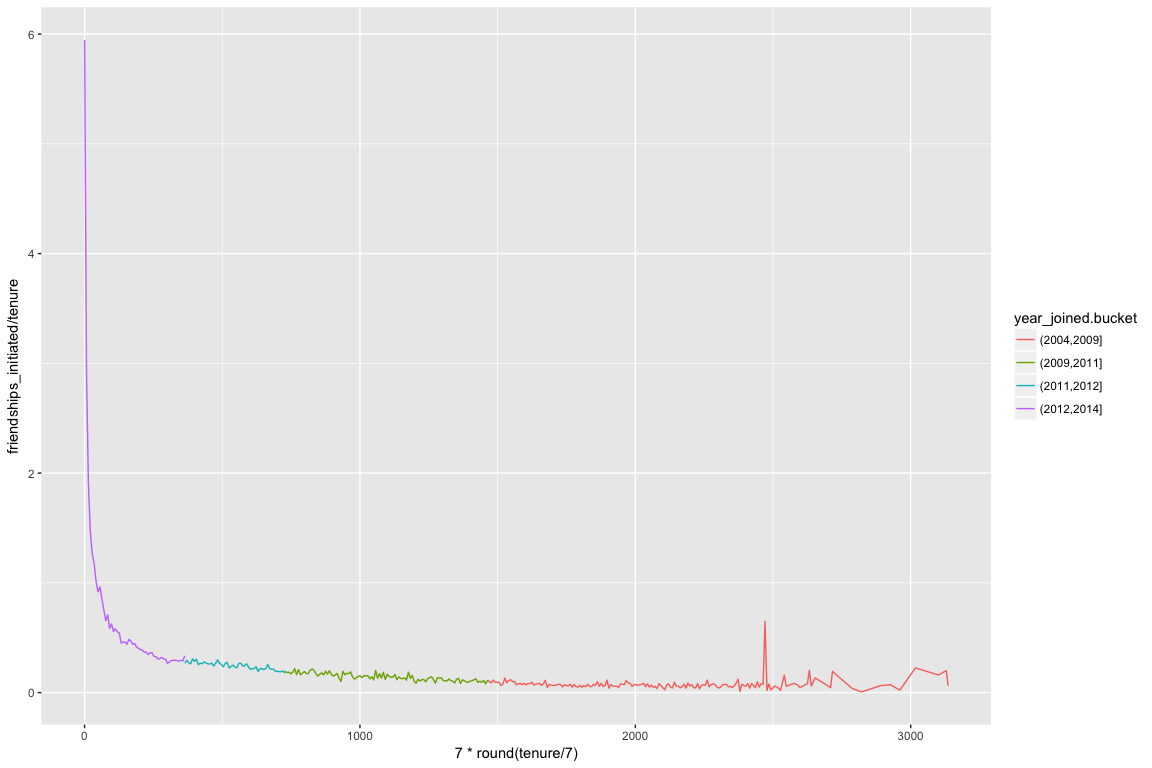 6
4
2
0
friendships_initiated/tenure
0 1000 2000 3000
7 * round(tenure/7)
year_joined.bucket
(2004,2009]
(2009,2011]
(2011,2012]
(2012,2014]